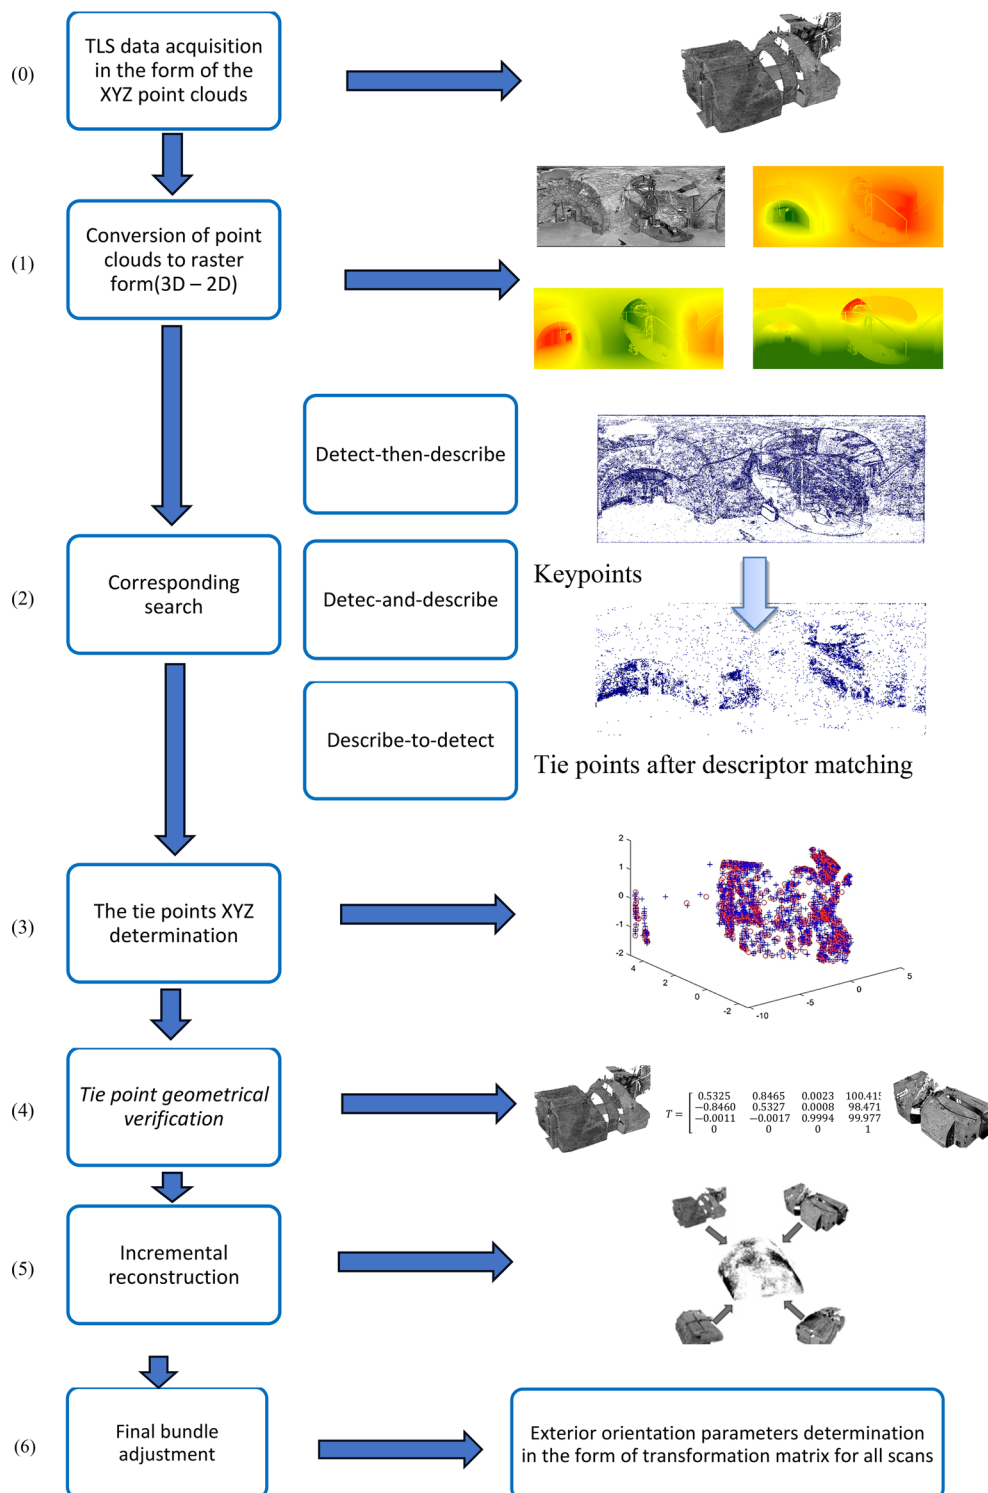 (0)
TLS data acquisition
in the form of the
XYZ point clouds
(1)
Conversion of point
clouds to raster
form(3D – 2D)
(2)
Corresponding
search
Detect-then-describe
Detec-and-describe
Describe-to-detect
Keypoints
Tie points after descriptor matching
(3)
The tie points XYZ
determination
2
1
0
-1
-2
4
2
0
-2
-10
-5
0
5
(4)
Tie point geometrical
verification
T =
0.5325 0.8465 0.0023 100.415
−0.8460 0.5327 0.0008 98.471
−0.0011 −0.0017 0.9994 99.977
0 0 0 1
(5)
Incremental
reconstruction
(6)
Final bundle
adjustment
Exterior orientation parameters determination
in the form of transformation matrix for all scans